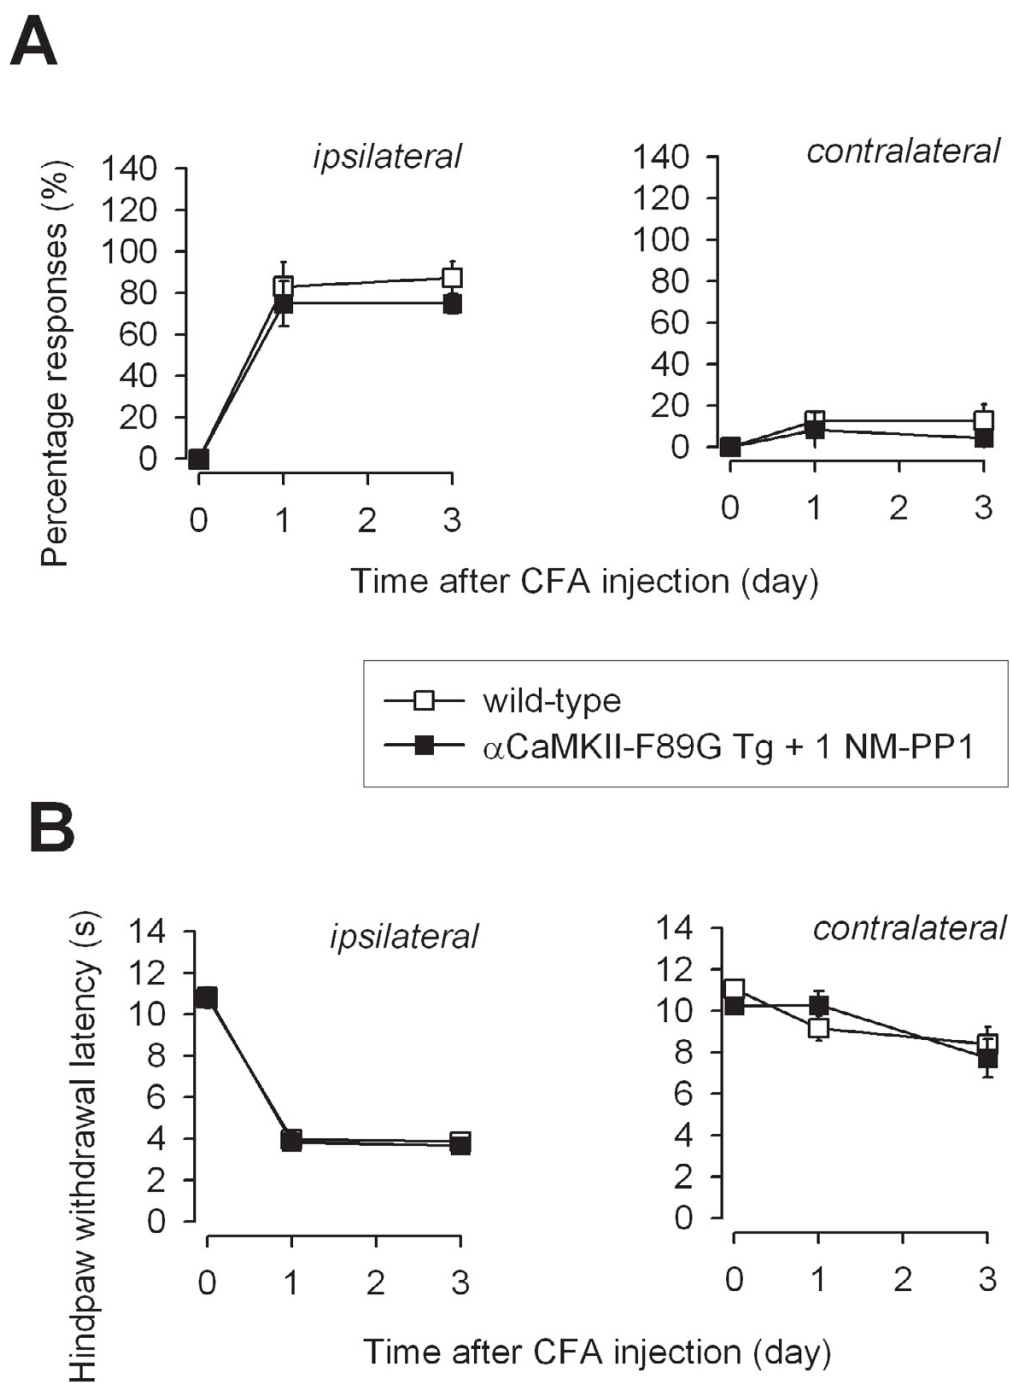 A
ipsilateral
contralateral
Percentage responses (%)
140
120
100
80
60
40
20
0
0 1 2 3
140
120
100
80
60
40
20
0
0 1 2 3
Time after CFA injection (day)
wild-type
αCaMKII-F89G Tg + 1 NM-PP1
B
ipsilateral
contralateral
Hindpaw withdrawal latency (s)
14
12
10
8
6
4
2
0
0 1 2 3
14
12
10
8
6
4
2
0
0 1 2 3
Time after CFA injection (day)